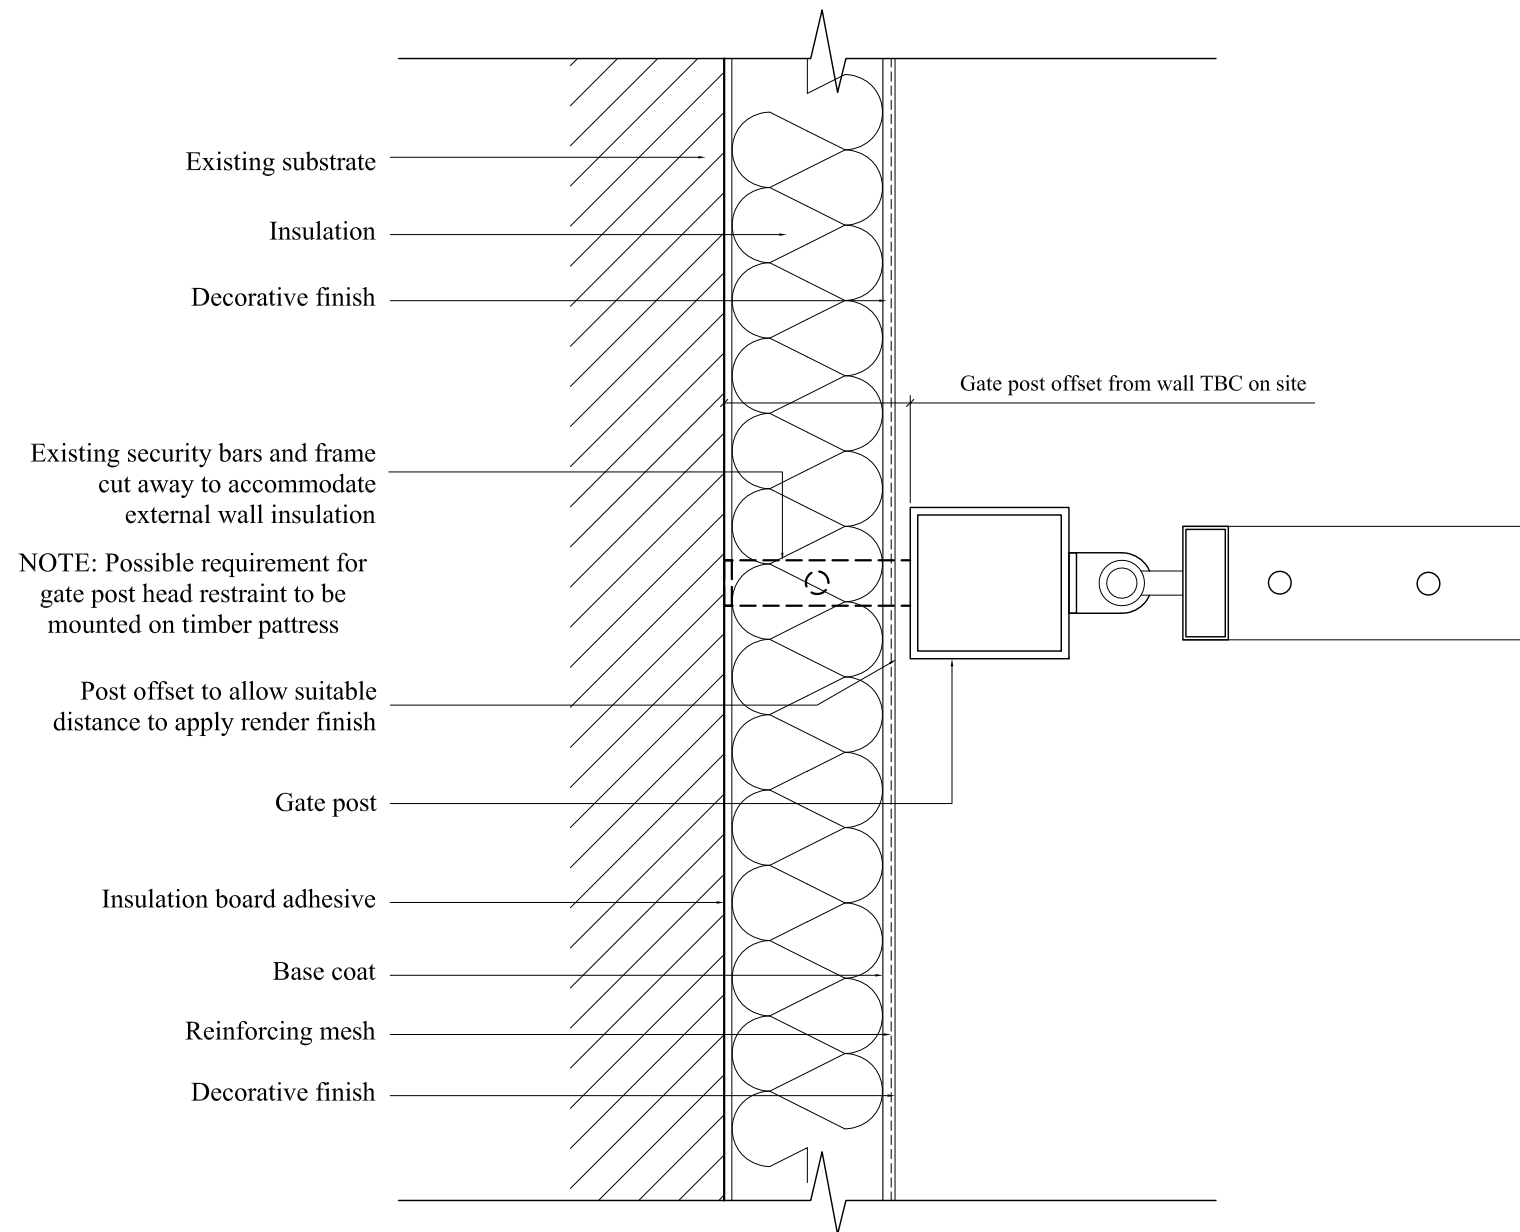 Existing substrate
Insulation
Decorative finish
Gate post offset from wall TBC on site
Existing security bars and frame
cut away to accommodate
external wall insulation
NOTE: Possible requirement for
gate post head restraint to be
mounted on timber pattress
Post offset to allow suitable
distance to apply render finish
Gate post
Insulation board adhesive
Base coat
Reinforcing mesh
Decorative finish